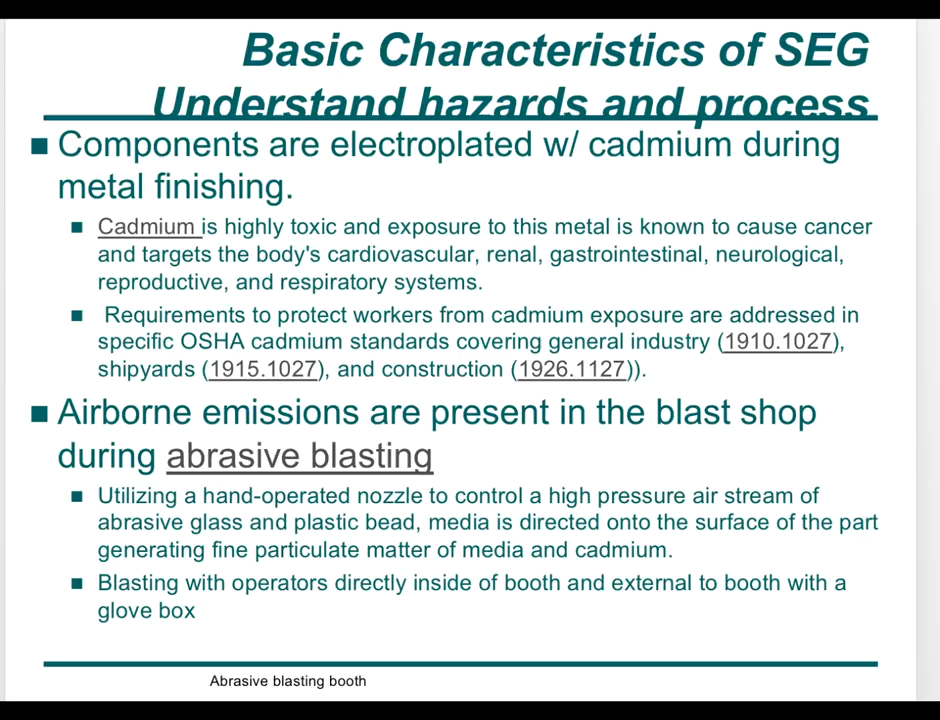 Basic Characteristics of SEG
Understand hazards and process
Components are electroplated w/ cadmium during
metal finishing.
Cadmium is highly toxic and exposure to this metal is known to cause cancer
and targets the body's cardiovascular, renal, gastrointestinal, neurological,
reproductive, and respiratory systems.
Requirements to protect workers from cadmium exposure are addressed in
specific OSHA cadmium standards covering general industry (1910.1027),
shipyards (1915.1027), and construction (1926.1127)).
Airborne emissions are present in the blast shop
during abrasive blasting
Utilizing a hand-operated nozzle to control a high pressure air stream of
abrasive glass and plastic bead, media is directed onto the surface of the part
generating fine particulate matter of media and cadmium.
Blasting with operators directly inside of booth and external to booth with a
glove box
Abrasive blasting booth